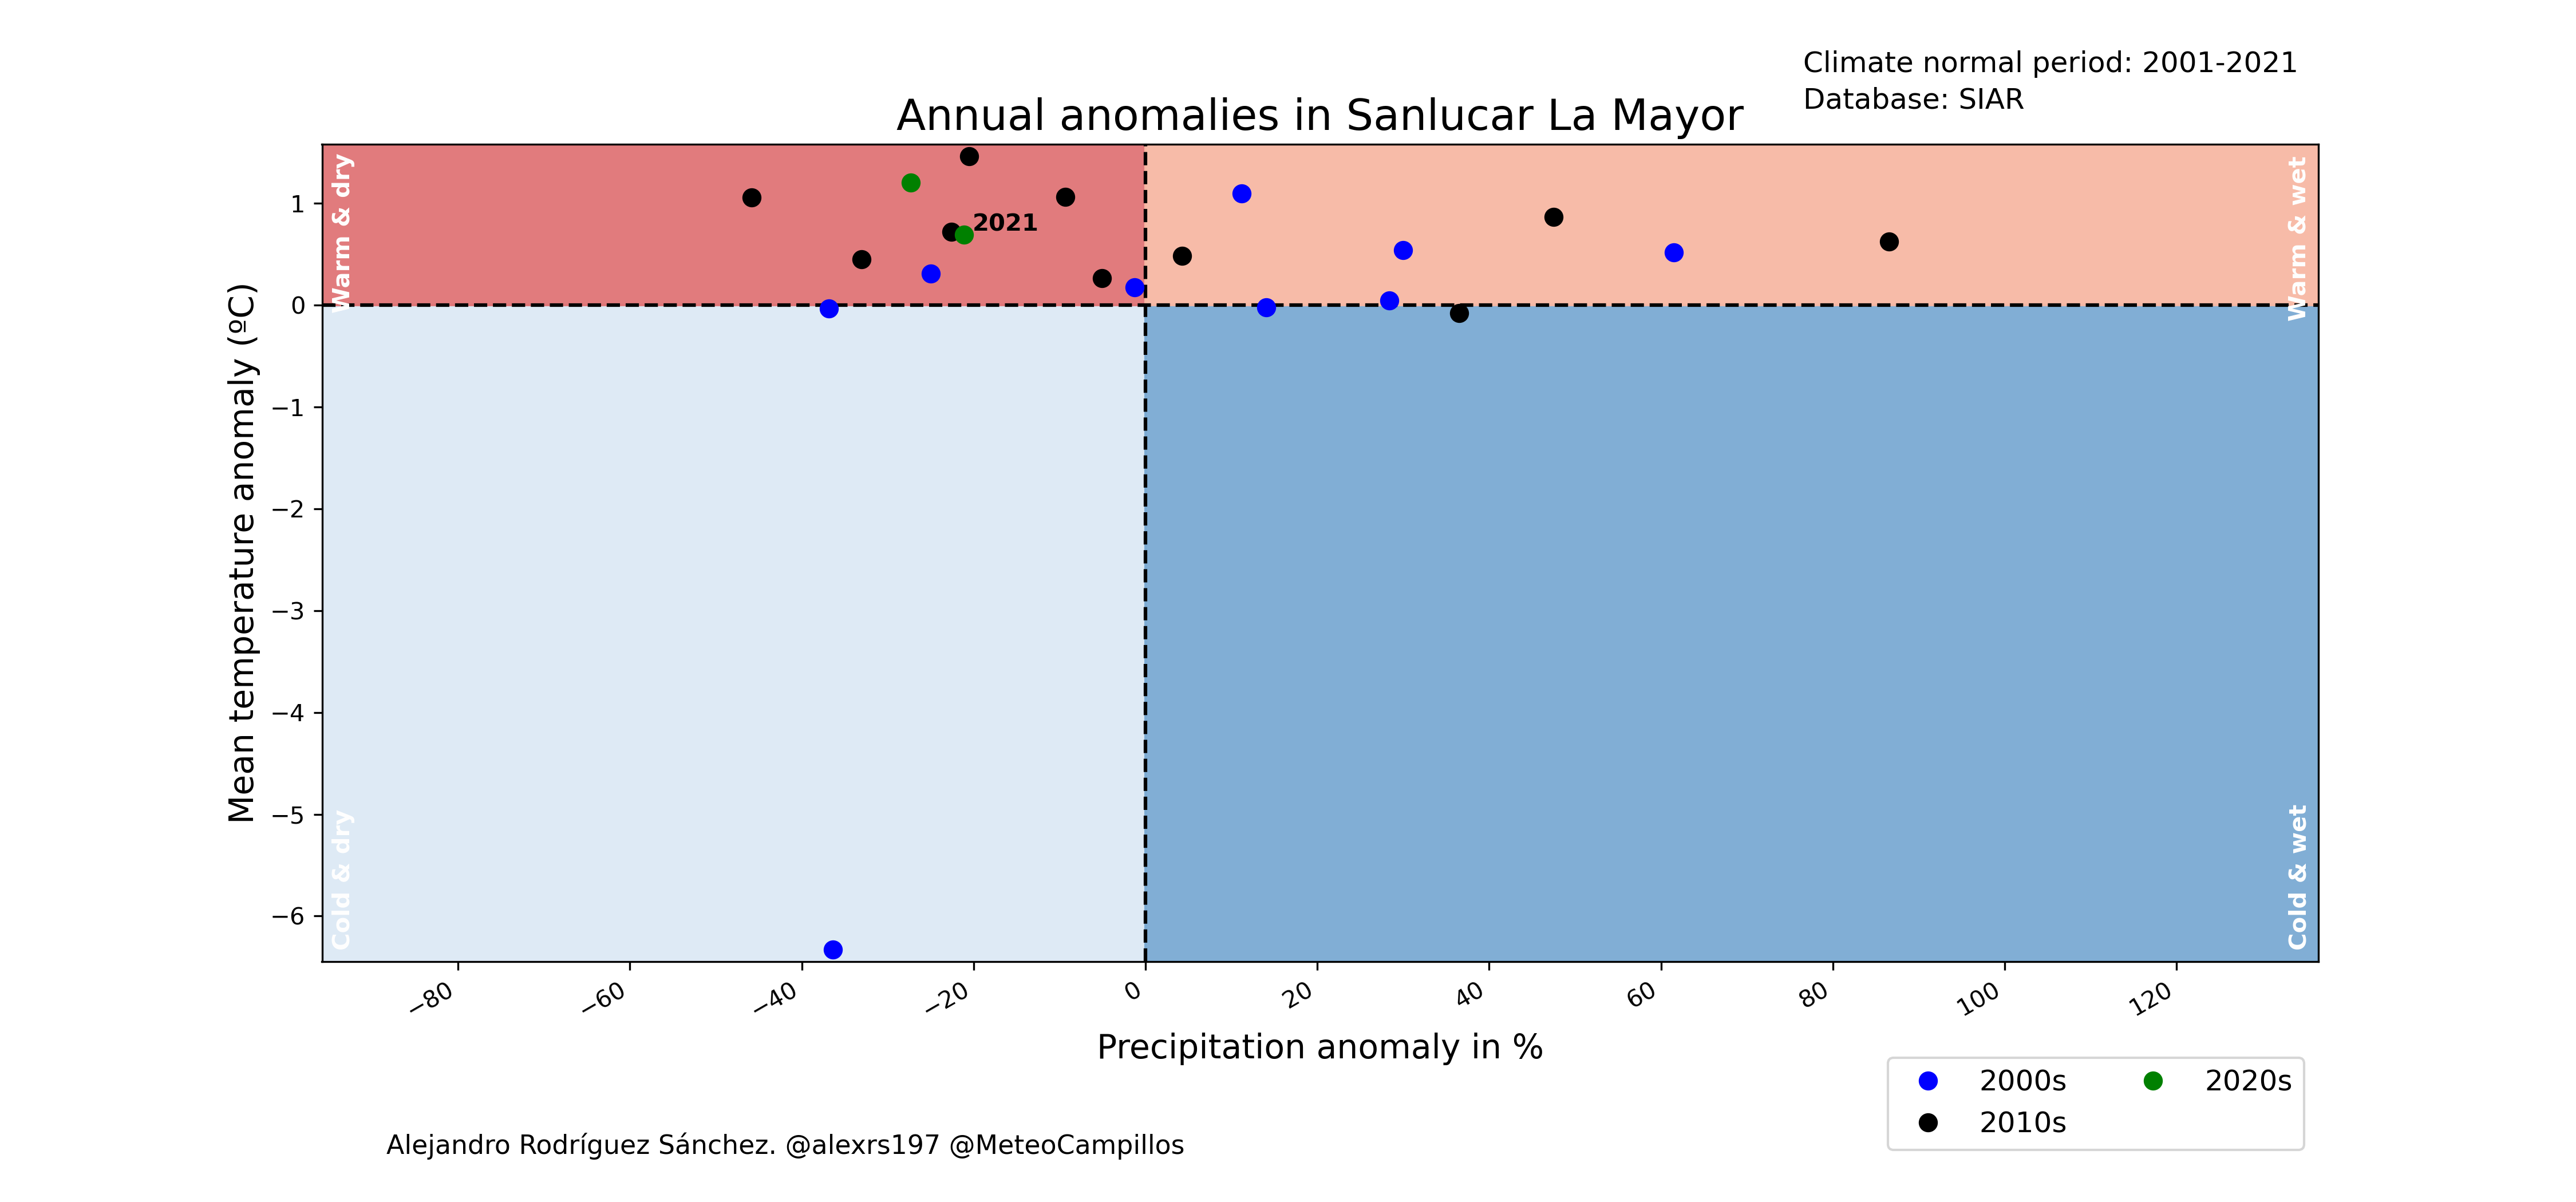 Climate normal period: 2001-2021
Database: SIAR
Annual anomalies in Sanlucar La Mayor
Warm & dry
Warm & wet
2021
Cold & dry
Cold & wet
Mean temperature anomaly (ºC)
1
0
−1
−2
−3
−4
−5
−6
−80
−60
−40
−20
0
20
40
60
80
100
120
Precipitation anomaly in %
2000s
2020s
2010s
Alejandro Rodríguez Sánchez. @alexrs197 @MeteoCampillos